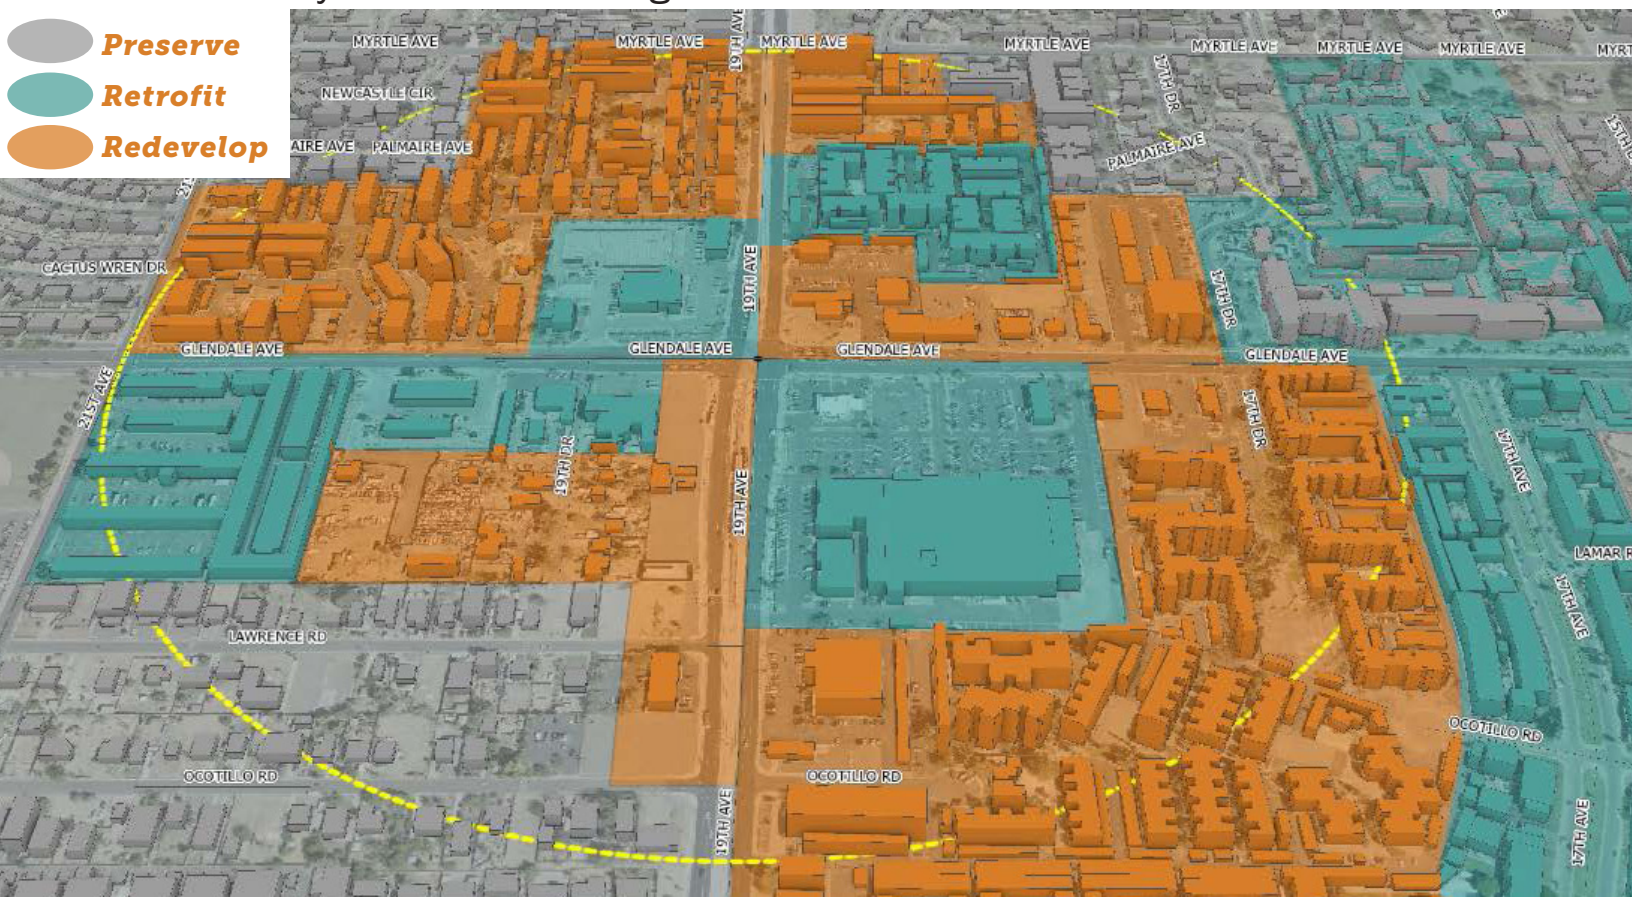 Preserve
Retrofit
Redevelop
MYRTLE AVE
MYRTLE AVE
19TH AVE
MYRTLE AVE
MYRTLE AVE
MYRTLE AVE
MYRTLE AVE
MYRTLE AVE
MYRT
NEWCASTLE CIR
17TH DR
AIRE AVE
PALMAIRE AVE
PALMAIRE AVE
15TH
CACTUS WREN DR
19TH AVE
17TH DR
GLENDALE AVE
GLENDALE AVE
GLENDALE AVE
GLENDALE AVE
21ST AVE
17TH DR
19TH DR
19TH AVE
17TH AVE
LAMAR R
17TH AVE
LAWRENCE RD
OCOTILLO RD
OCOTILLO RD
OCOTILLO RD
19TH AVE
17TH AVE